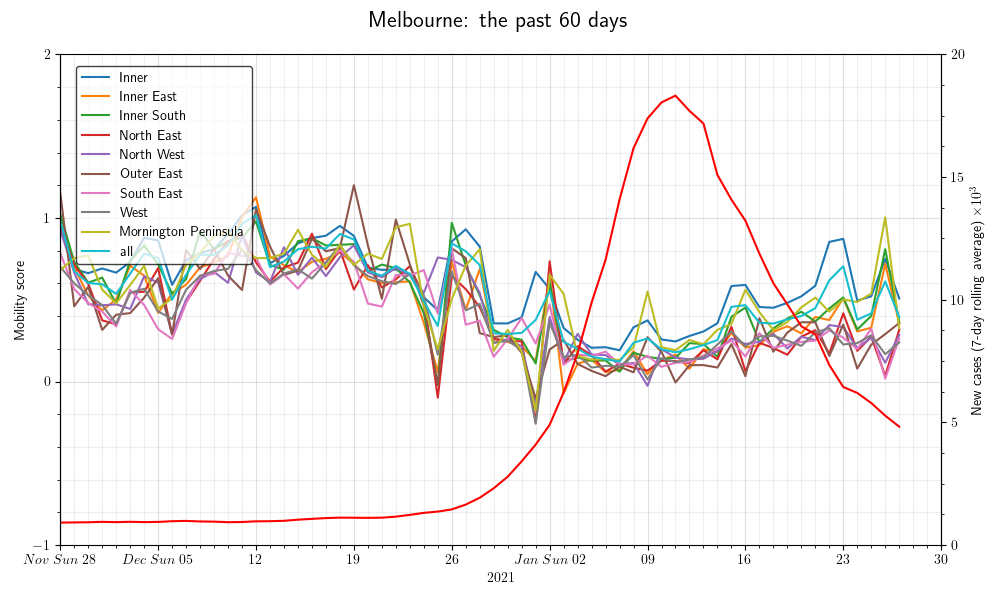 Melbourne: the past 60 days
2
1
0
−1
Mobility score
Inner
Inner East
Inner South
North East
North West
Outer East
South East
West
Mornington Peninsula
all
20
15
10
5
0
New cases (7-day rolling average) ×10³
Nov Sun 28
Dec Sun 05
12
19
26
Jan Sun 02
09
16
23
30
2021